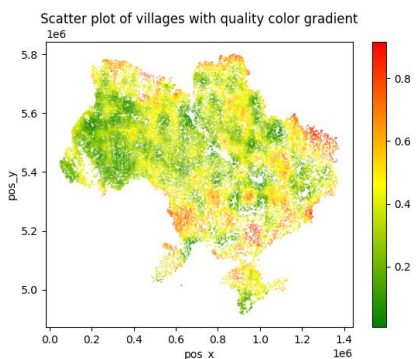 Scatter plot of villages with quality color gradient
1e6
5.8
5.6
5.4
5.2
5.0
pos_y
0.0 0.2 0.4 0.6 0.8 1.0 1.2 1.4
1e6
pos_x
0.8
0.6
0.4
0.2